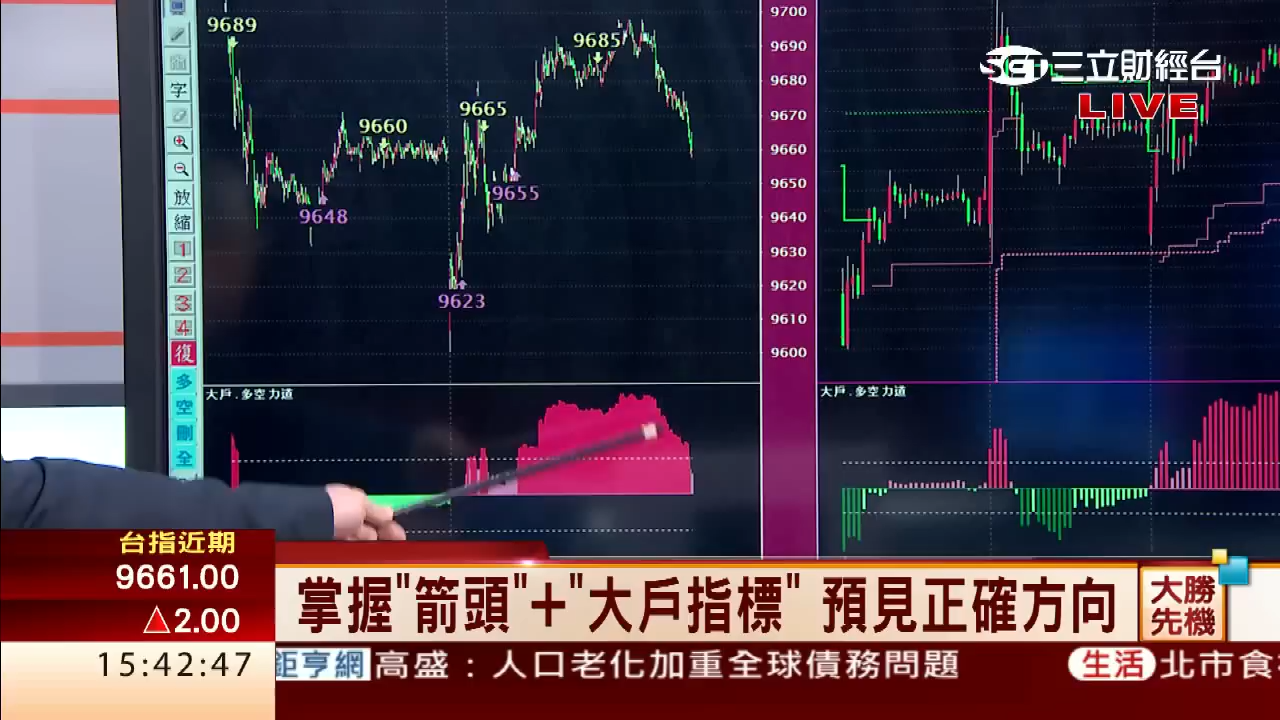 字
放
縮
1
2
3
4
復
多
空
刪
全
9689
9648
9660
9665
9655
9623
9685
9700
9690
9680
9670
9660
9650
9640
9630
9620
9610
9600
大戶.多空力道
大戶.多空力道
三立財經台
LIVE
台指近期
9661.00
△2.00
15:42:47
掌握"箭頭"+"大戶指標" 預見正確方向
大勝
先機
鉅亨網 高盛：人口老化加重全球債務問題
生活 北市食